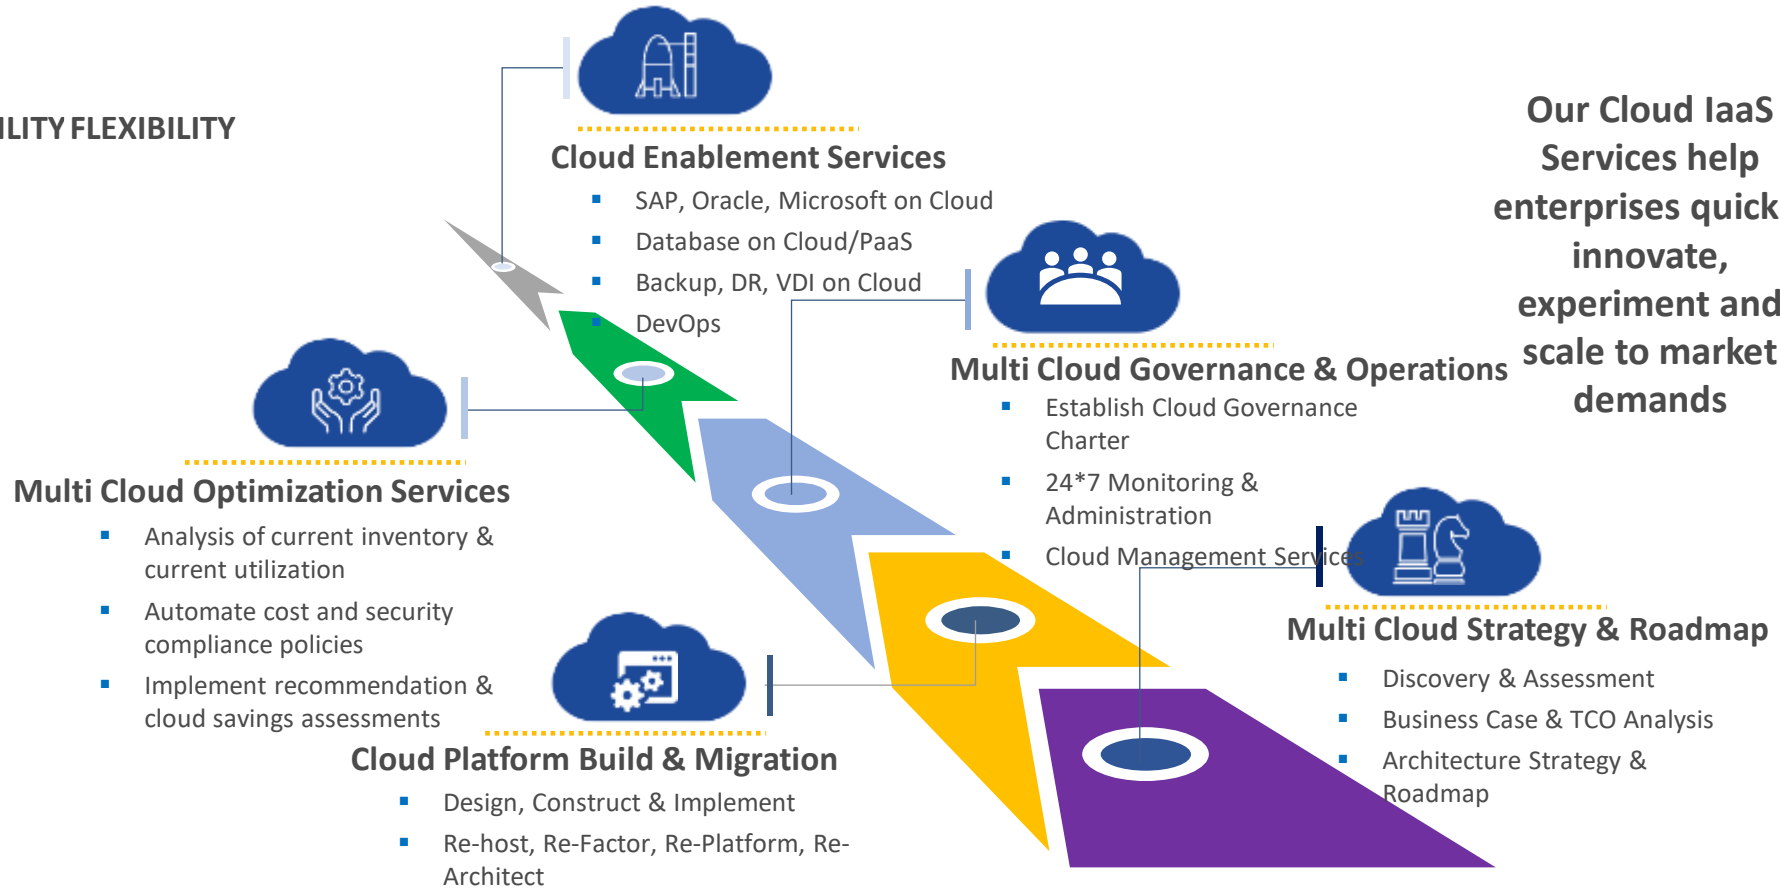 ILITY FLEXIBILITY
Cloud Enablement Services
SAP, Oracle, Microsoft on Cloud
Database on Cloud/PaaS
Backup, DR, VDI on Cloud
DevOps
Our Cloud IaaS
Services help
enterprises quick
innovate,
experiment and
scale to market
demands
Multi Cloud Governance & Operations
Establish Cloud Governance
Charter
24*7 Monitoring &
Administration
Cloud Management Services
Multi Cloud Optimization Services
Analysis of current inventory &
current utilization
Automate cost and security
compliance policies
Implement recommendation &
cloud savings assessments
Multi Cloud Strategy & Roadmap
Discovery & Assessment
Business Case & TCO Analysis
Architecture Strategy &
Roadmap
Cloud Platform Build & Migration
Design, Construct & Implement
Re-host, Re-Factor, Re-Platform, Re-
Architect